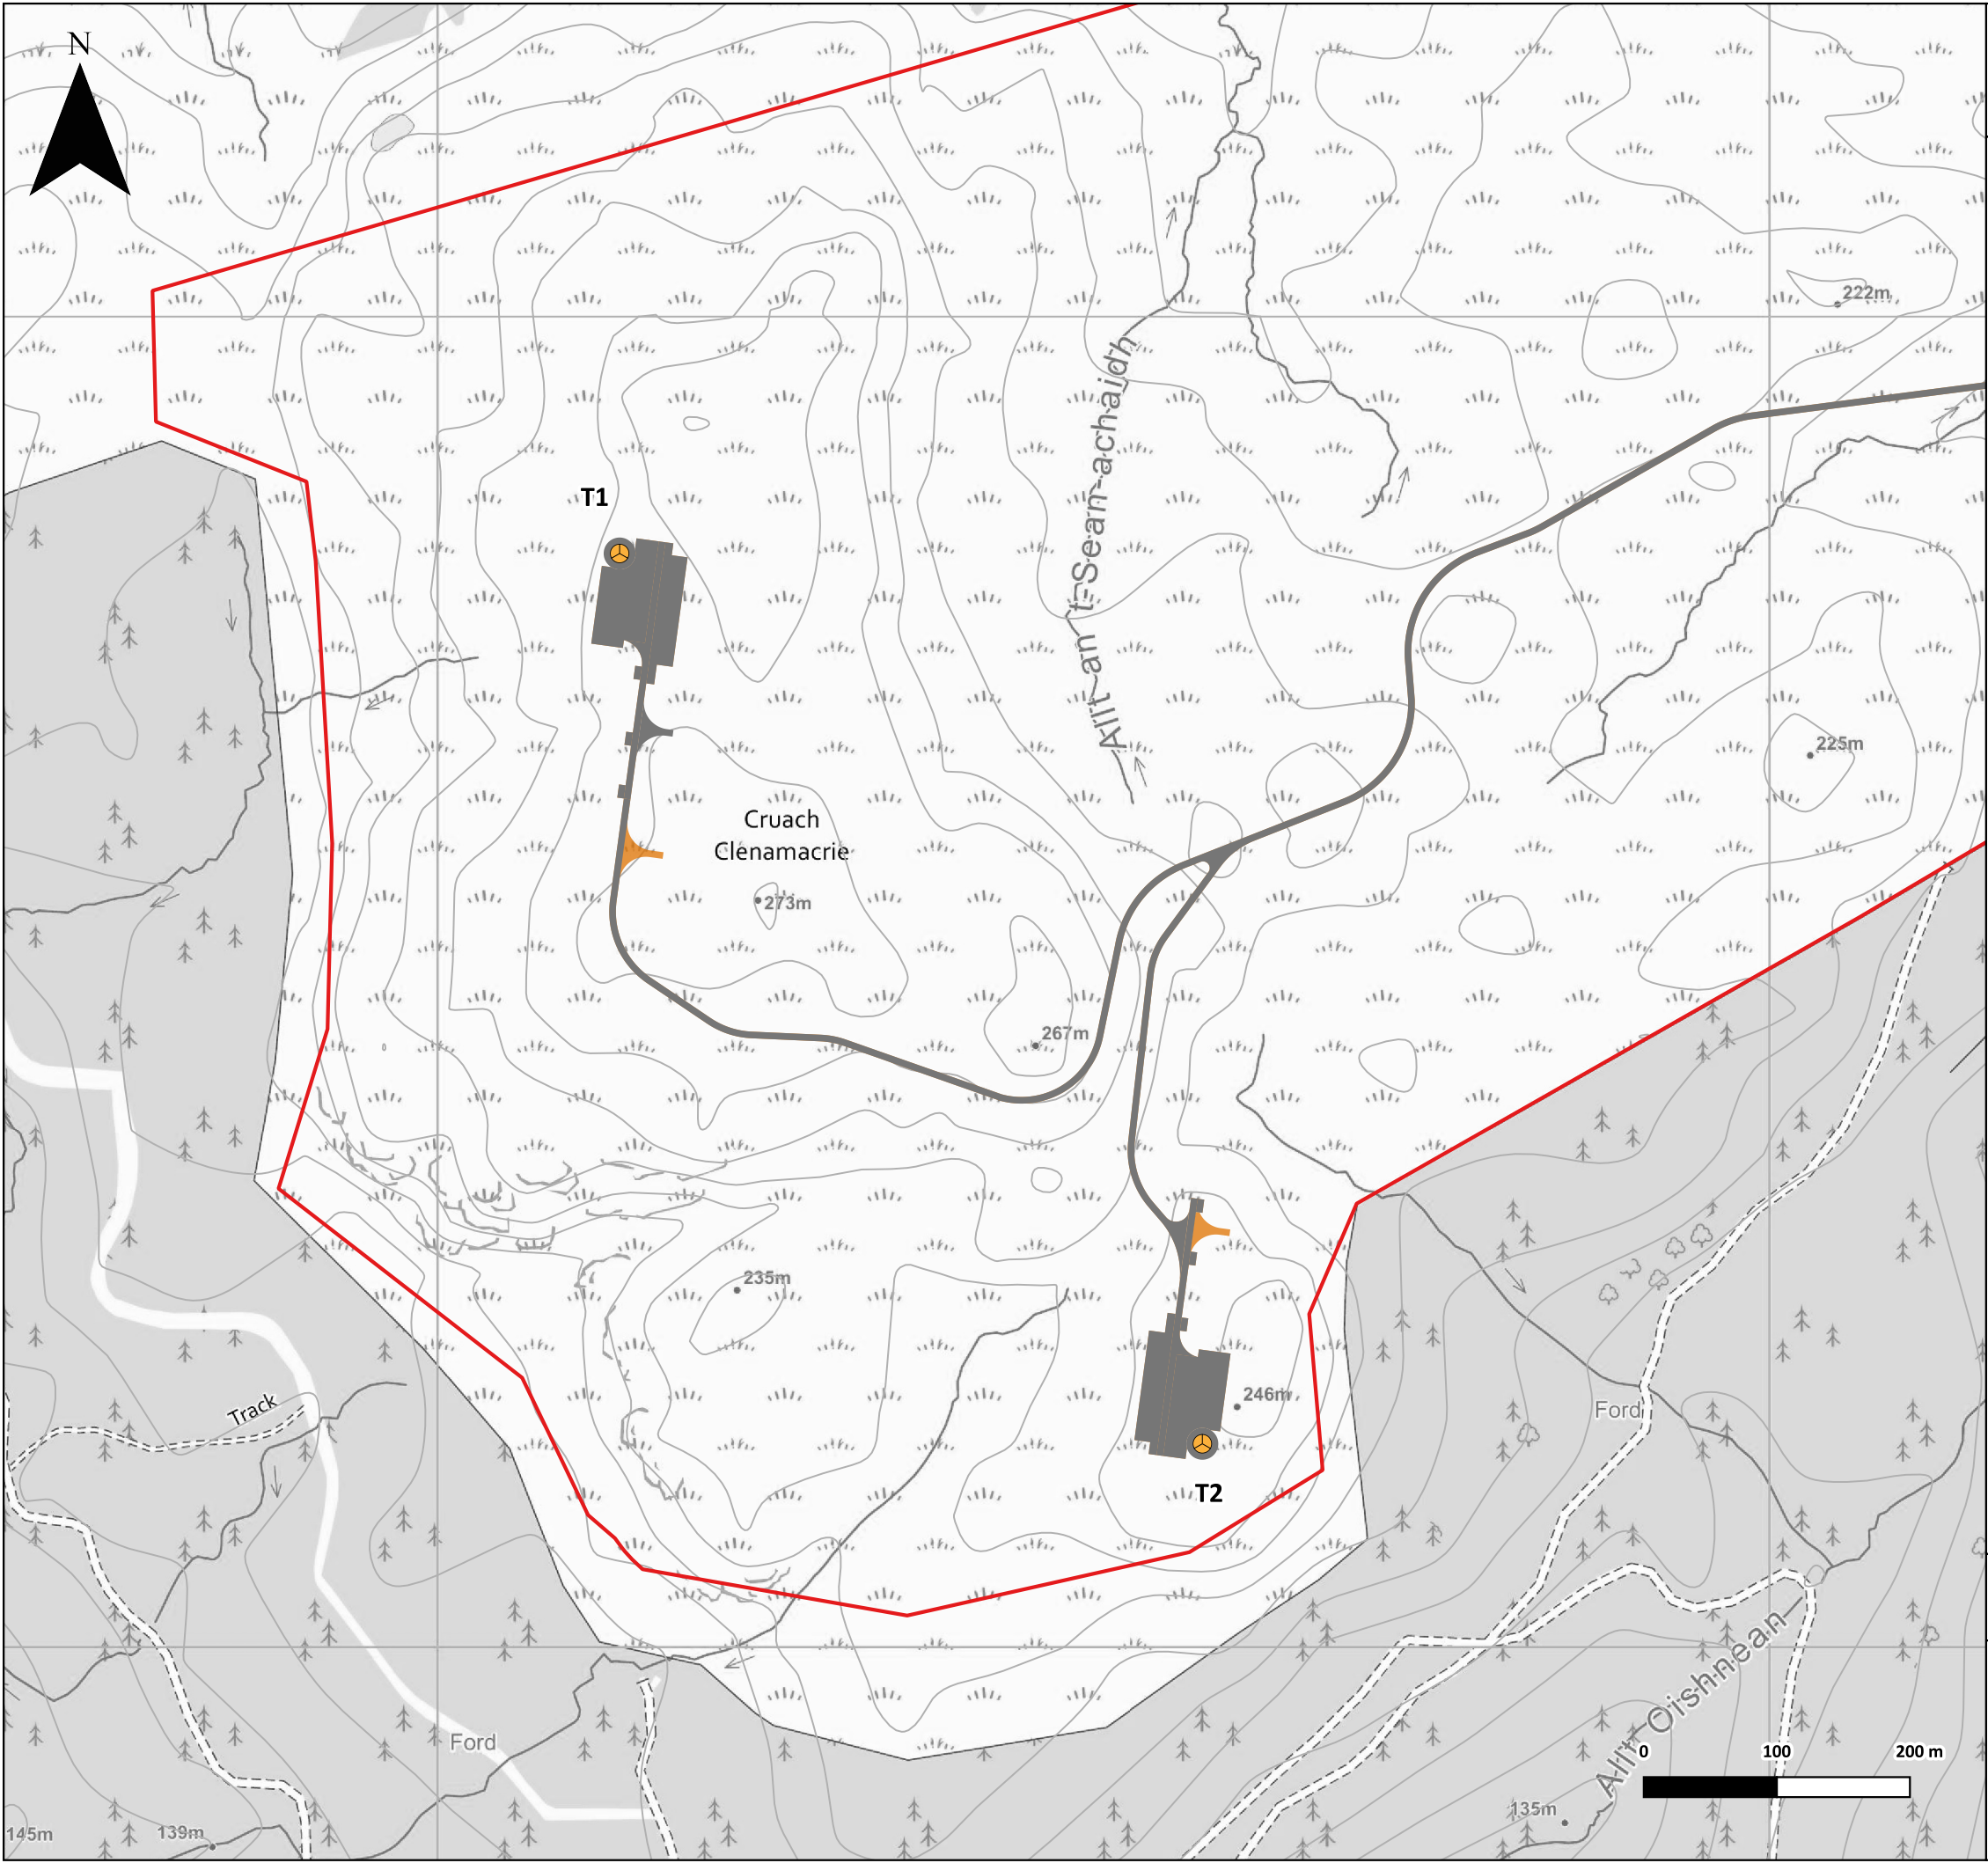 N
222m
Allt an t-Sean-achaidh
T1
225m
Cruach
Clenamacrie
273m
267m
235m
246m
Track
Ford
T2
Ford
Allt Oishnean
0 100 200 m
135m
145m
139m